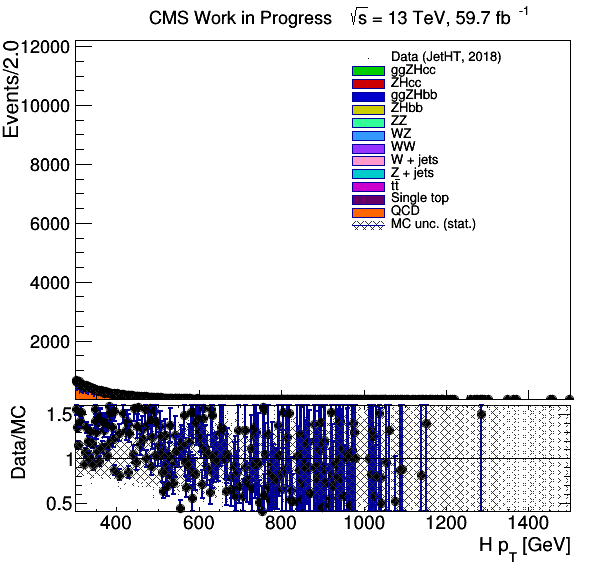 CMS Work in Progress √s = 13 TeV, 59.7 fb⁻¹
Events/2.0
12000
10000
8000
6000
4000
2000
Data (JetHT, 2018)
ggZHcc
ZHcc
ggZHbb
ZHbb
ZZ
WZ
WW
W + jets
Z + jets
tt̄
Single top
QCD
MC unc. (stat.)
Data/MC
1.5
1
0.5
400 600 800 1000 1200 1400
H p_T [GeV]